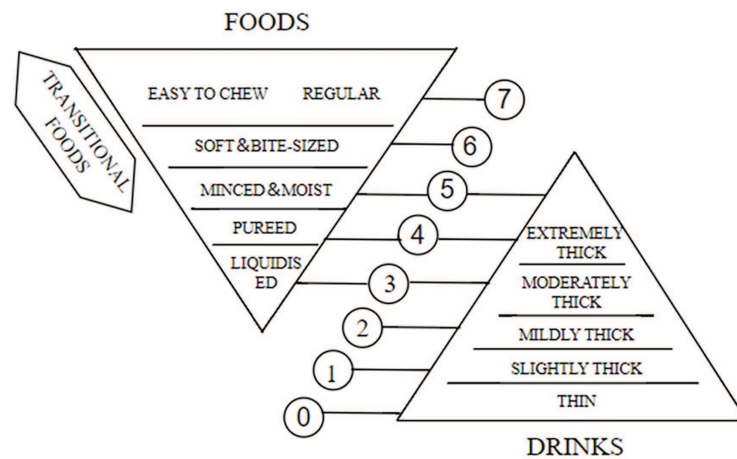 FOODS
TRANSITIONAL
FOODS
EASY TO CHEW REGULAR
7
SOFT&BITE-SIZED
6
MINCED&MOIST
5
PUREED
4
EXTREMELY
THICK
LIQUIDIS
ED
3
MODERATELY
THICK
2
MILDLY THICK
1
SLIGHTLY THICK
0
THIN
DRINKS